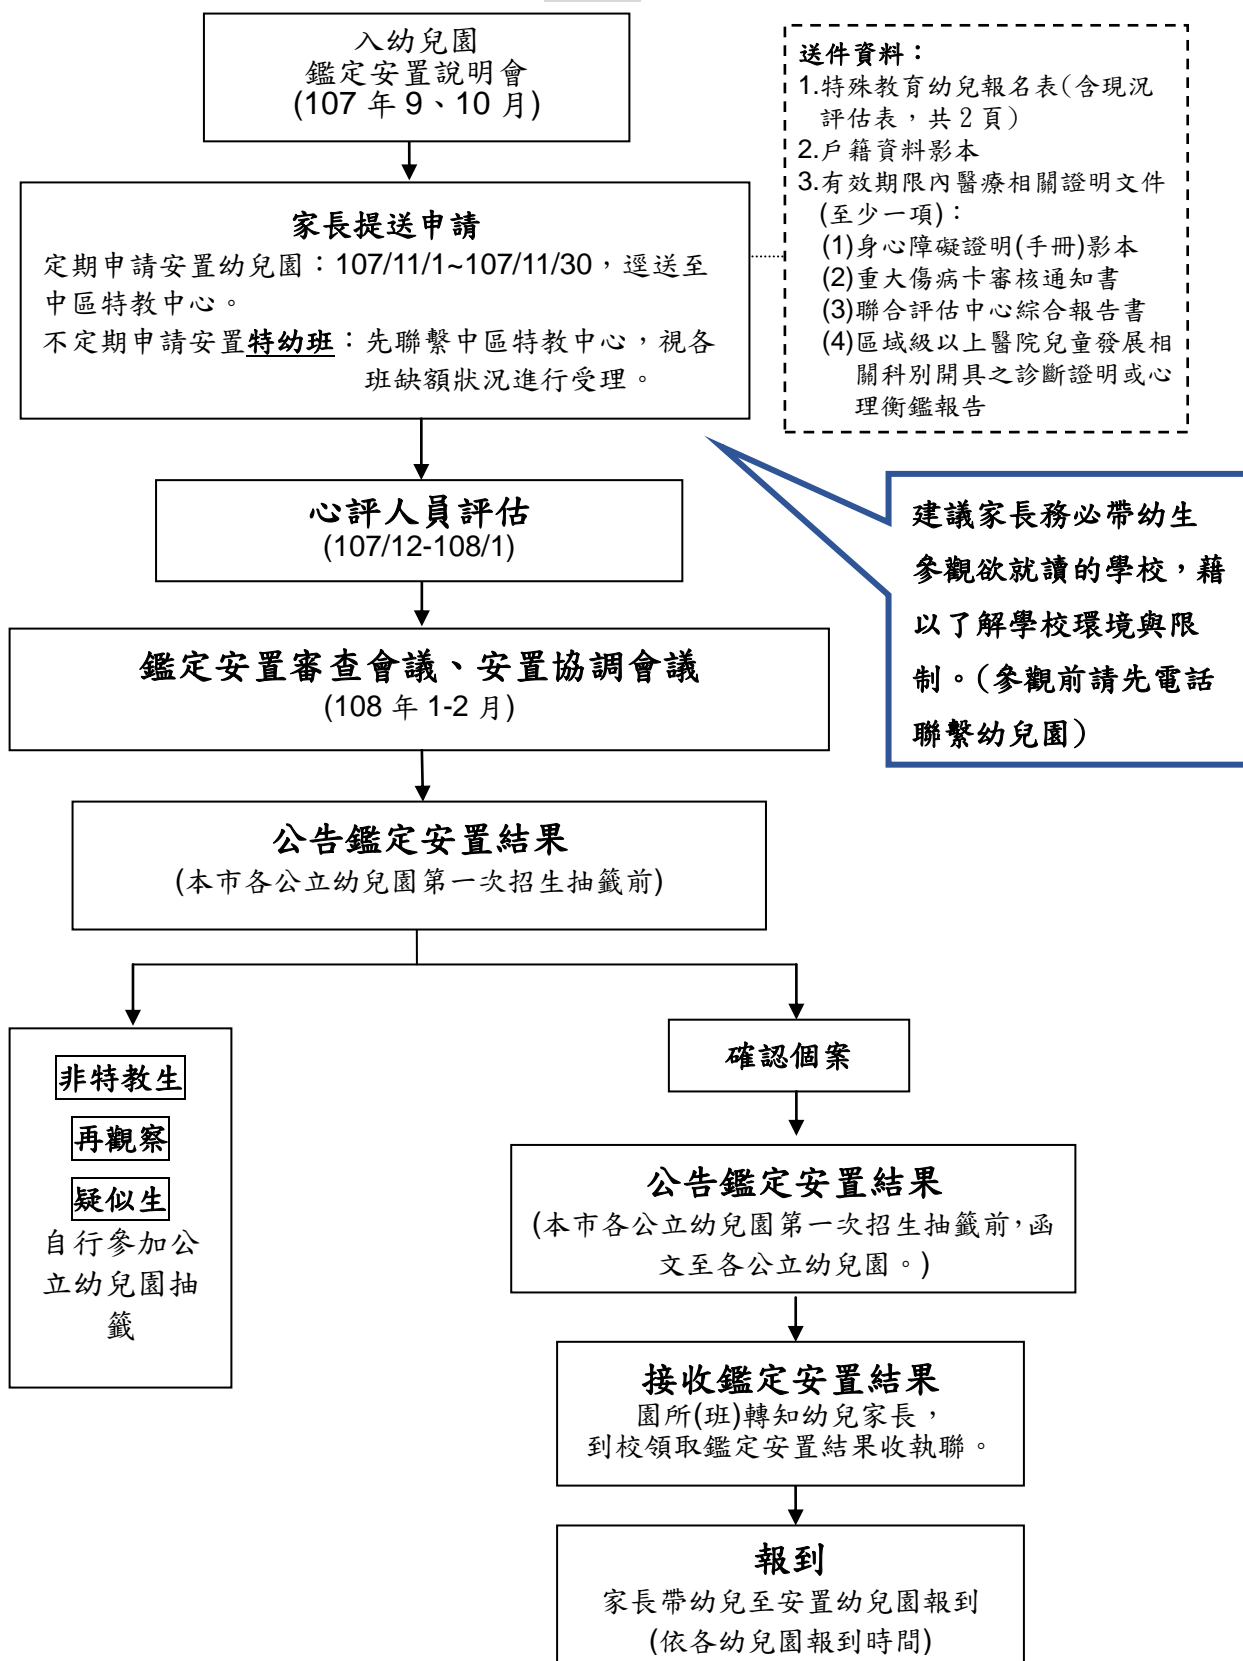 入幼兒園
鑑定安置說明會
(107 年 9、10 月)
送件資料：
1.特殊教育幼兒報名表(含現況
評估表，共 2 頁)
2.戶籍資料影本
3.有效期限內醫療相關證明文件
(至少一項)：
(1)身心障礙證明(手冊)影本
(2)重大傷病卡審核通知書
(3)聯合評估中心綜合報告書
(4)區域級以上醫院兒童發展相
關科別開具之診斷證明或心
理衡鑑報告
家長提送申請
定期申請安置幼兒園：107/11/1~107/11/30，逕送至
中區特教中心。
不定期申請安置特幼班：先聯繫中區特教中心，視各
班缺額狀況進行受理。
建議家長務必帶幼生
參觀欲就讀的學校，藉
以了解學校環境與限
制。(參觀前請先電話
聯繫幼兒園)
心評人員評估
(107/12-108/1)
鑑定安置審查會議、安置協調會議
(108 年 1-2 月)
公告鑑定安置結果
(本市各公立幼兒園第一次招生抽籤前)
非特教生
再觀察
疑似生
自行參加公
立幼兒園抽
籤
確認個案
公告鑑定安置結果
(本市各公立幼兒園第一次招生抽籤前，函
文至各公立幼兒園。)
接收鑑定安置結果
園所(班)轉知幼兒家長，
到校領取鑑定安置結果收執聯。
報到
家長帶幼兒至安置幼兒園報到
(依各幼兒園報到時間)